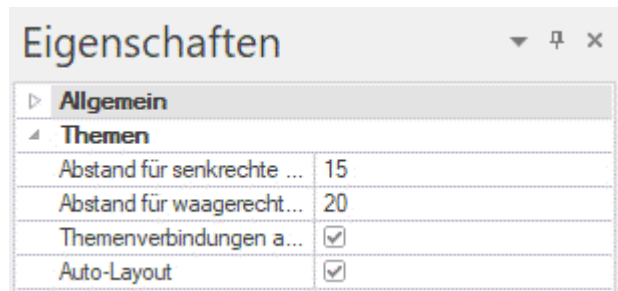 Eigenschaften
Allgemein
Themen
Abstand für senkrechte ... 15
Abstand für waagerecht... 20
Themenverbindungen a...
Auto-Layout